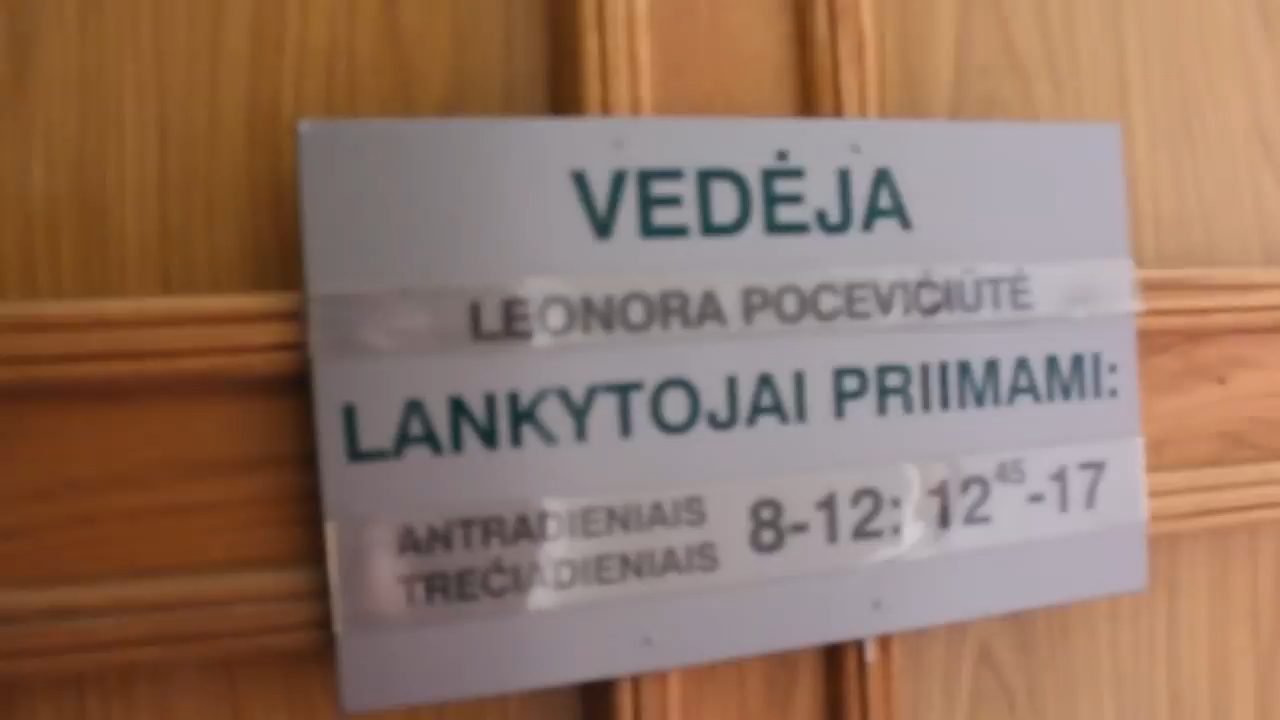 VEDĖJA
LEONORA POCEVIČIŪTĖ
LANKYTOJAI PRIIMAMI:
ANTRADIENIAIS 8-12: 12⁴⁵-17
TREČIADIENIAIS